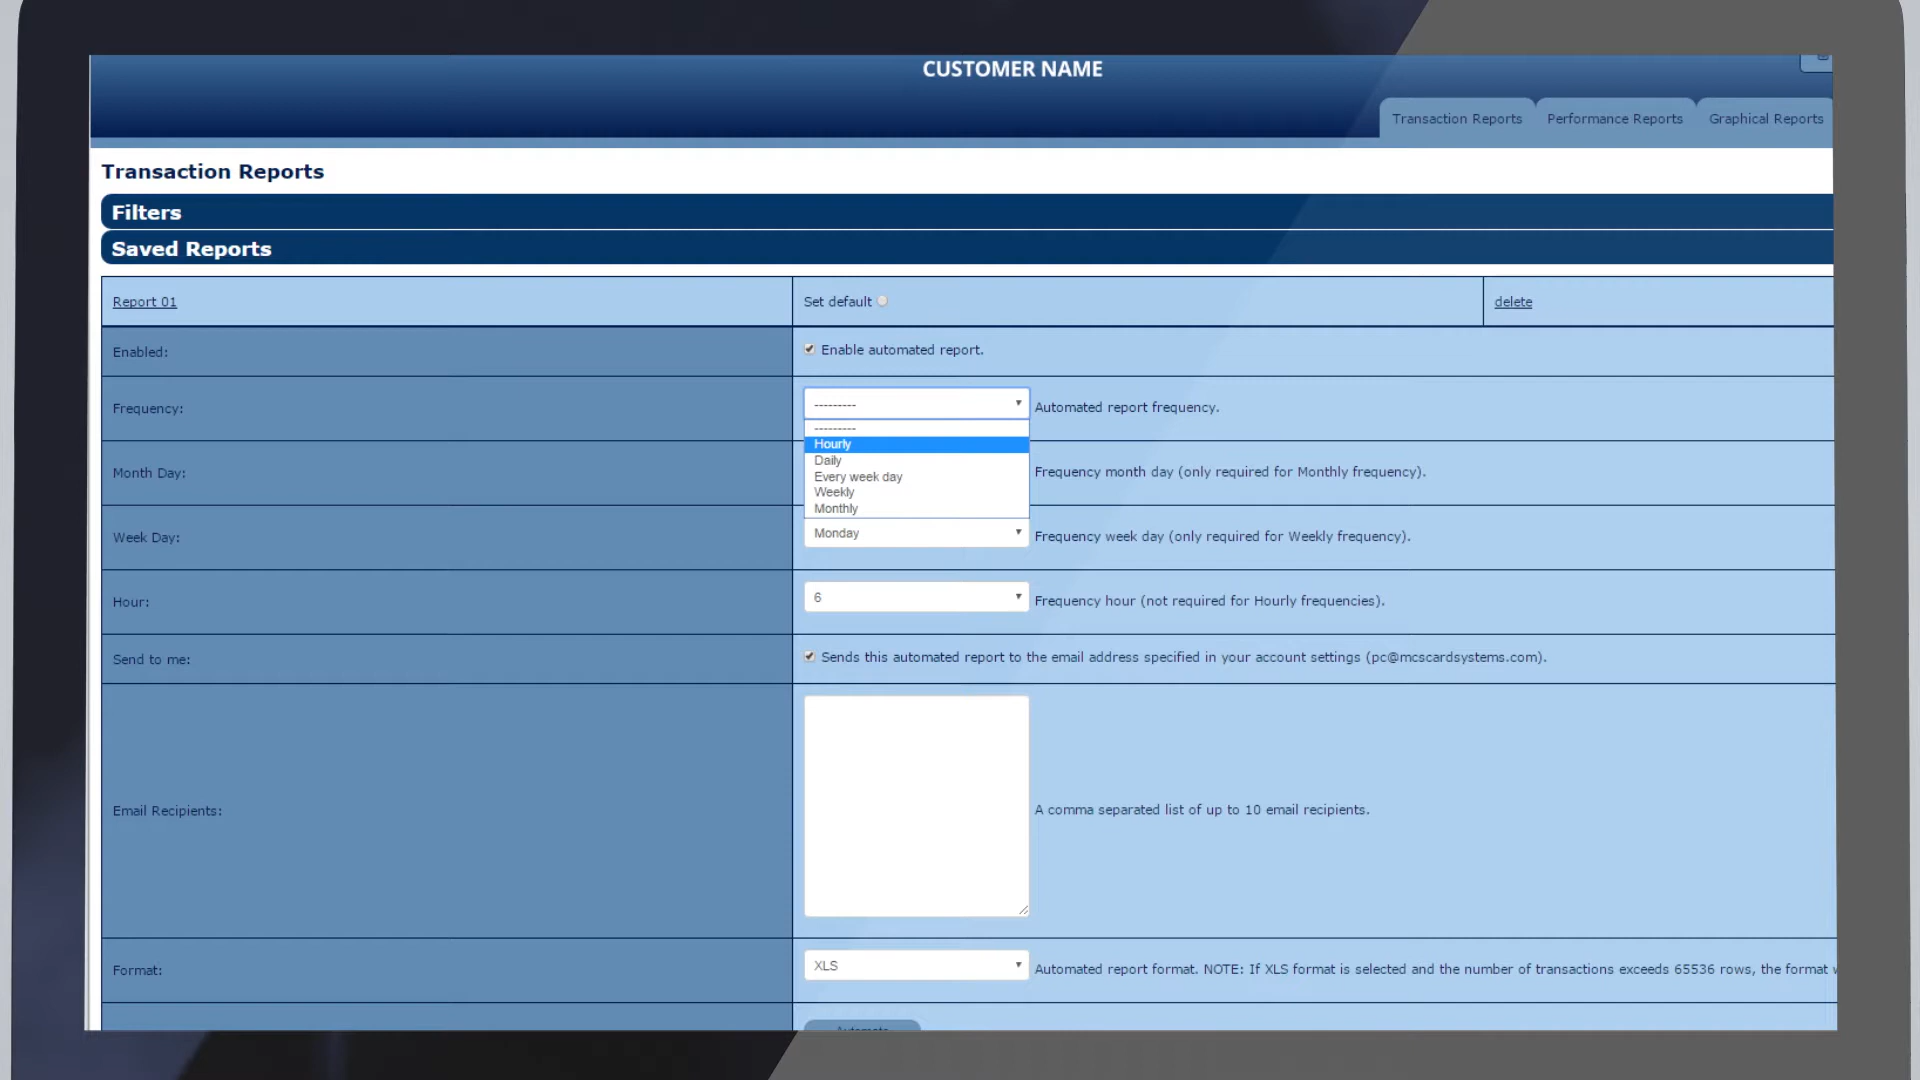 CUSTOMER NAME
Transaction Reports Performance Reports Graphical Reports
Transaction Reports
Filters
Saved Reports
Report 01 Set default delete
Enabled: Enable automated report.
Frequency: --------- Automated report frequency.
---------
Hourly
Daily
Every week day
Weekly
Monthly
Month Day: Frequency month day (only required for Monthly frequency).
Week Day: Monday Frequency week day (only required for Weekly frequency).
Hour: 6 Frequency hour (not required for Hourly frequencies).
Send to me: Sends this automated report to the email address specified in your account settings (pc@mcscardsystems.com).
Email Recipients: A comma separated list of up to 10 email recipients.
Format: XLS Automated report format. NOTE: If XLS format is selected and the number of transactions exceeds 65536 rows, the format